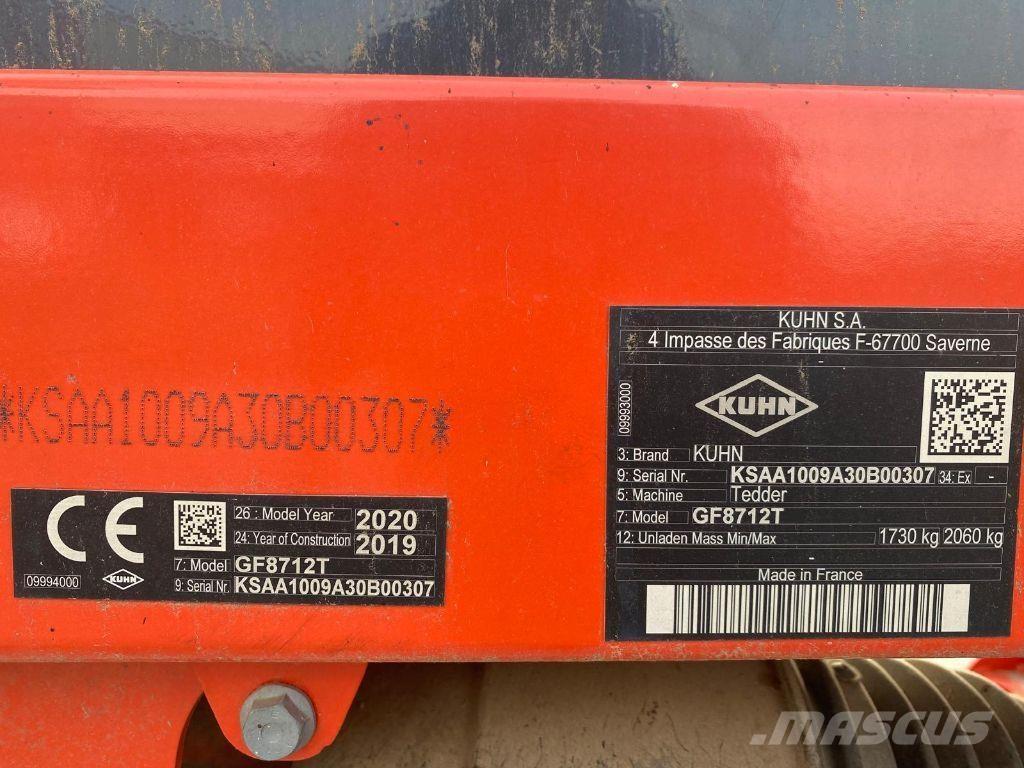 *KSAA1009A30B00307*
CE
26 : Model Year 2020
24: Year of Construction 2019
7: Model GF8712T
9: Serial Nr. KSAA1009A30B00307
09994000
KUHN
KUHN S.A.
4 Impasse des Fabriques F-67700 Saverne
09993000
KUHN
3: Brand KUHN
9: Serial Nr. KSAA1009A30B00307 34: Ex -
5: Machine Tedder
7: Model GF8712T
12: Unladen Mass Min/Max 1730 kg 2060 kg
-
Made in France
MASCUS